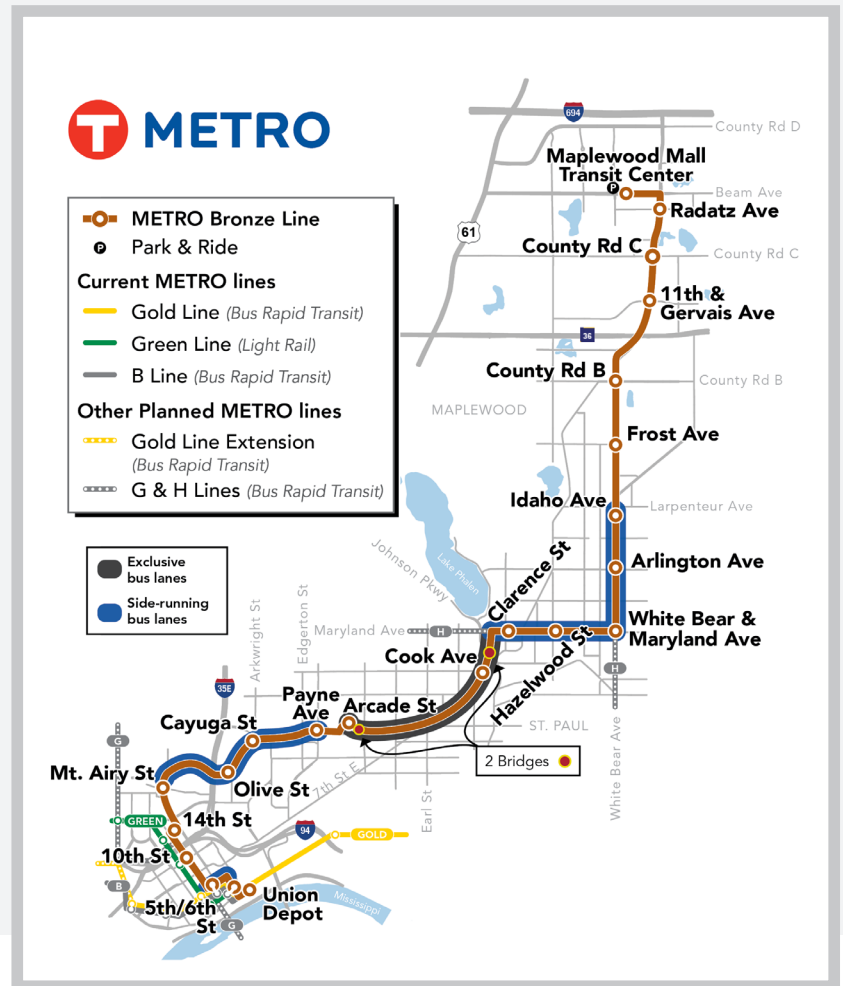 T METRO
METRO Bronze Line
P Park & Ride
Current METRO lines
Gold Line (Bus Rapid Transit)
Green Line (Light Rail)
B Line (Bus Rapid Transit)
Other Planned METRO lines
Gold Line Extension
(Bus Rapid Transit)
G & H Lines (Bus Rapid Transit)
Exclusive
bus lanes
Side-running
bus lanes
694
County Rd D
Maplewood Mall
Transit Center
P
Beam Ave
Radatz Ave
61
County Rd C
County Rd C
11th &
Gervais Ave
36
County Rd B
County Rd B
MAPLEWOOD
Frost Ave
Idaho Ave
Larpenteur Ave
Johnson Pkwy
Lake Phalen
Clarence St
Arlington Ave
White Bear &
Maryland Ave
Maryland Ave
H
Arkwright St
Edgerton St
Cook Ave
Hazelwood St
H
35E
Payne
Ave
Arcade St
Cayuga St
ST. PAUL
White Bear Ave
G
2 Bridges
Mt. Airy St
Olive St
7th St E
Earl St
GREEN
14th St
94
GOLD
10th St
B
5th/6th
St
Union
Depot
Mississippi
G